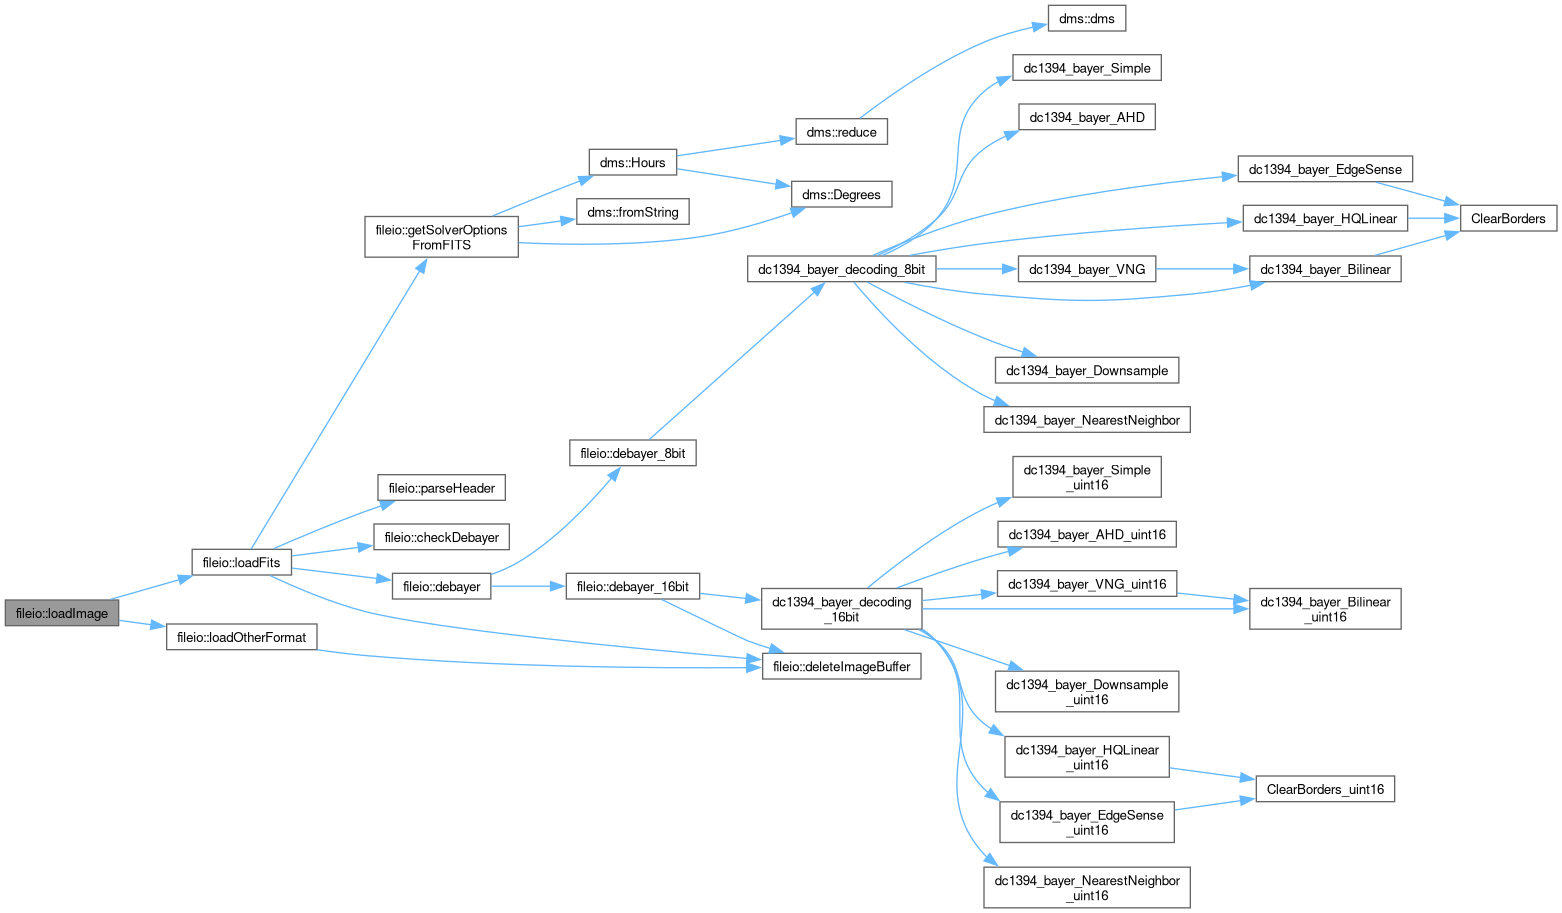 dms::dms
dc1394_bayer_Simple
dc1394_bayer_AHD
dms::reduce
dms::Hours
dc1394_bayer_EdgeSense
dms::Degrees
dms::fromString
fileio::getSolverOptions
FromFITS
dc1394_bayer_HQLinear
ClearBorders
dc1394_bayer_decoding_8bit
dc1394_bayer_VNG
dc1394_bayer_Bilinear
dc1394_bayer_Downsample
dc1394_bayer_NearestNeighbor
fileio::debayer_8bit
dc1394_bayer_Simple
_uint16
fileio::parseHeader
fileio::checkDebayer
dc1394_bayer_AHD_uint16
fileio::loadFits
fileio::debayer
fileio::debayer_16bit
dc1394_bayer_VNG_uint16
dc1394_bayer_decoding
_16bit
dc1394_bayer_Bilinear
_uint16
fileio::loadImage
fileio::loadOtherFormat
fileio::deleteImageBuffer
dc1394_bayer_Downsample
_uint16
dc1394_bayer_HQLinear
_uint16
ClearBorders_uint16
dc1394_bayer_EdgeSense
_uint16
dc1394_bayer_NearestNeighbor
_uint16